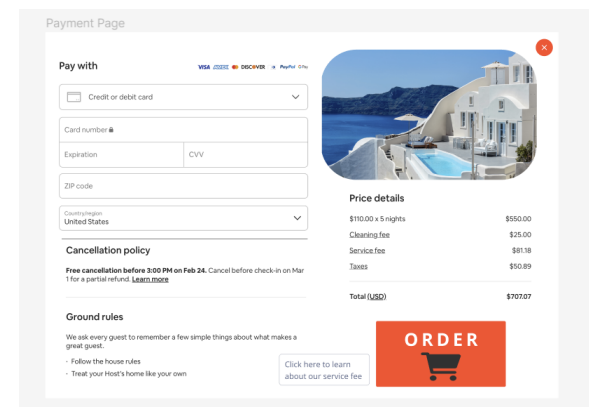 Payment Page
Pay with
VISA DISCOVER PayPal G Pay
Credit or debit card
Card number
Expiration
CVV
ZIP code
Country/region
United States
Cancellation policy
Free cancellation before 3:00 PM on Feb 24. Cancel before check-in on Mar
1 for a partial refund. Learn more
Ground rules
We ask every guest to remember a few simple things about what makes a
great guest.
· Follow the house rules
· Treat your Host's home like your own
Click here to learn
about our service fee
Price details
$110.00 x 5 nights $550.00
Cleaning fee $25.00
Service fee $81.18
Taxes $50.89
Total (USD) $707.07
ORDER